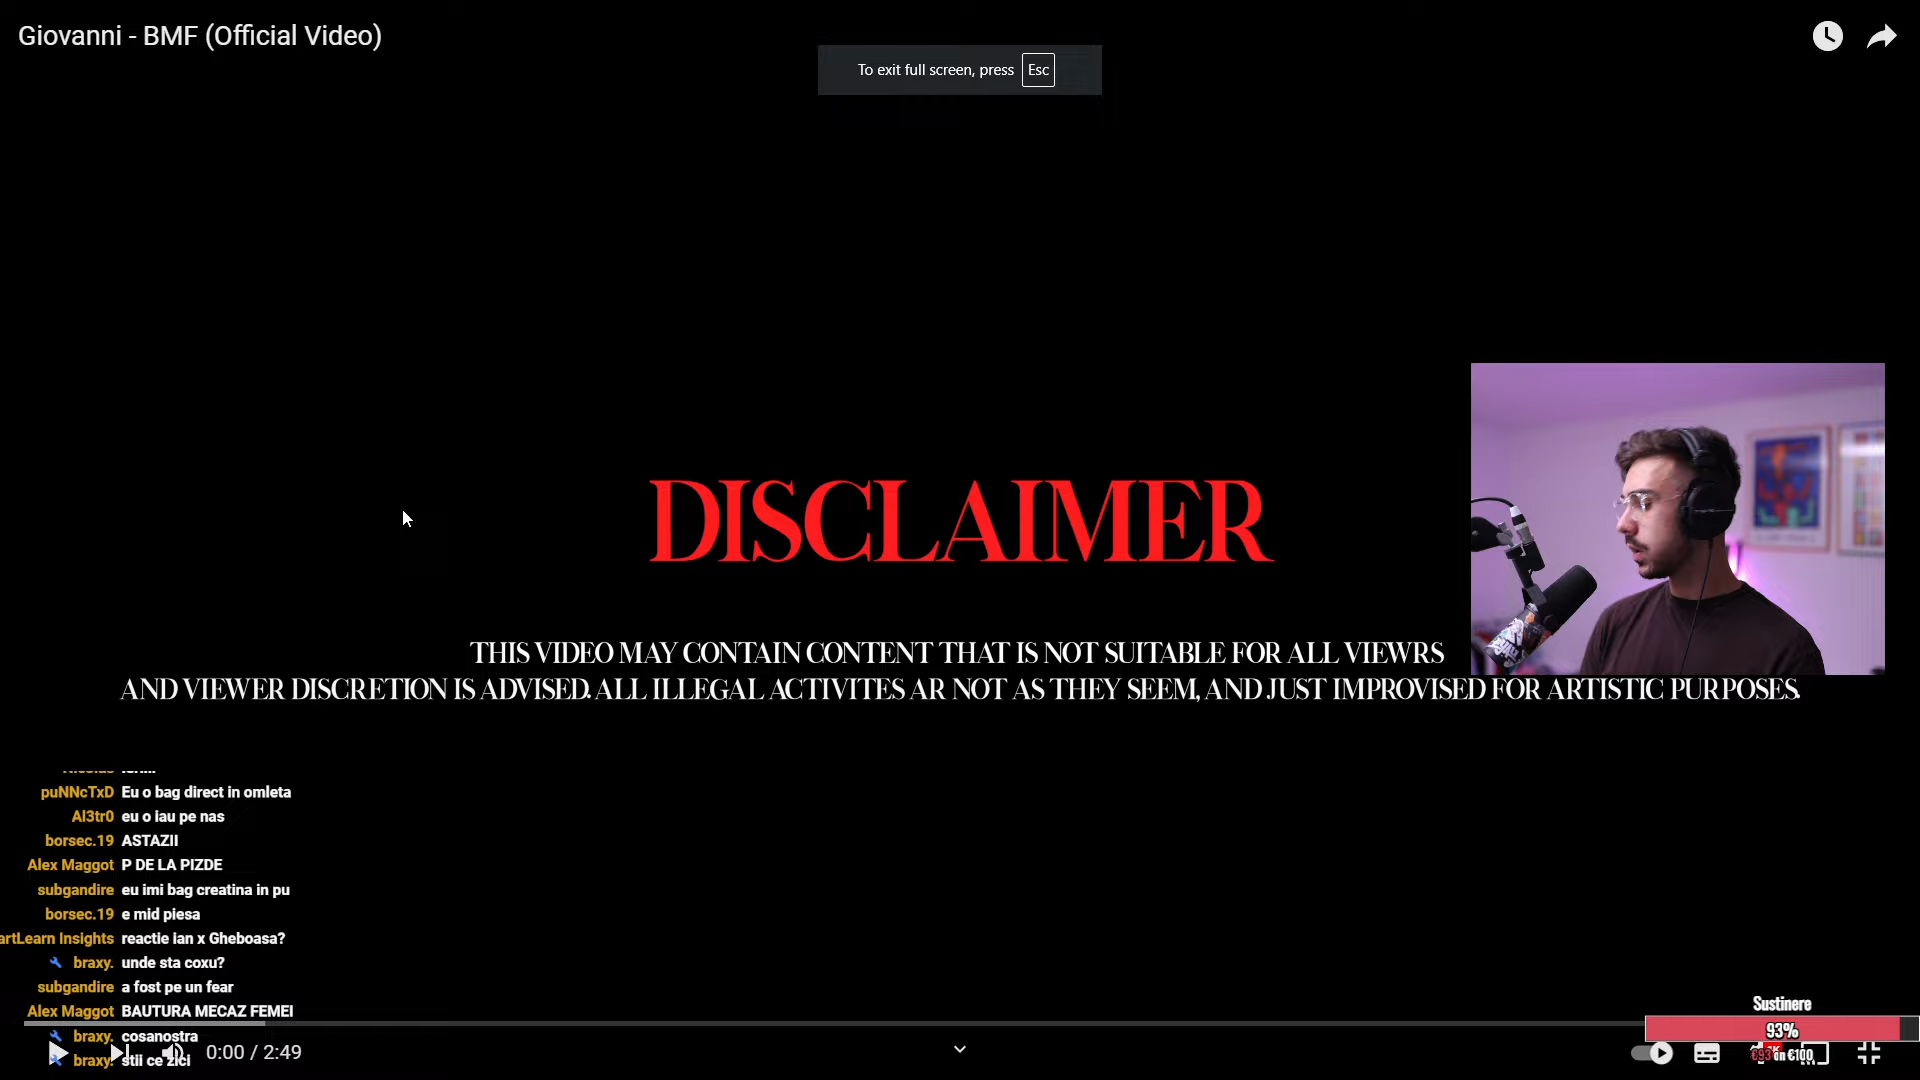 Giovanni - BMF (Official Video)
To exit full screen, press Esc
DISCLAIMER
THIS VIDEO MAY CONTAIN CONTENT THAT IS NOT SUITABLE FOR ALL VIEWRS
AND VIEWER DISCRETION IS ADVISED. ALL ILLEGAL ACTIVITES AR NOT AS THEY SEEM, AND JUST IMPROVISED FOR ARTISTIC PURPOSES.
puNNcTxD Eu o bag direct in omleta
Al3tr0 eu o iau pe nas
borsec.19 ASTAZII
Alex Maggot P DE LA PIZDE
subgandire eu imi bag creatina in pu
borsec.19 e mid piesa
artLearn Insights reactie ian x Gheboasa?
braxy. unde sta coxu?
subgandire a fost pe un fear
Alex Maggot BAUTURA MECAZ FEMEI
braxy. cosanostra
braxy. stii ce zici
0:00 / 2:49
Sustinere
93%
€93 on €100